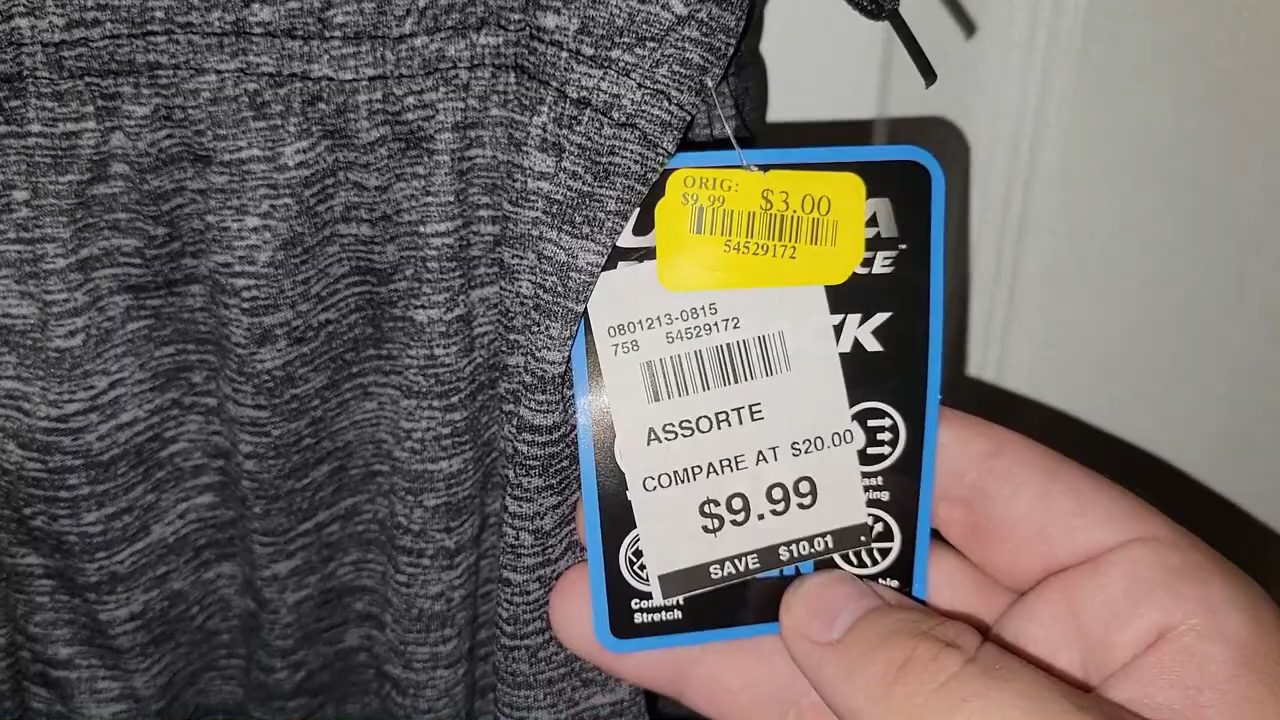 ORIG:
$9.99 $3.00
54529172
0801213-0815
758 54529172
ASSORTE
COMPARE AT $20.00
$9.99
SAVE $10.01
Comfort
Stretch